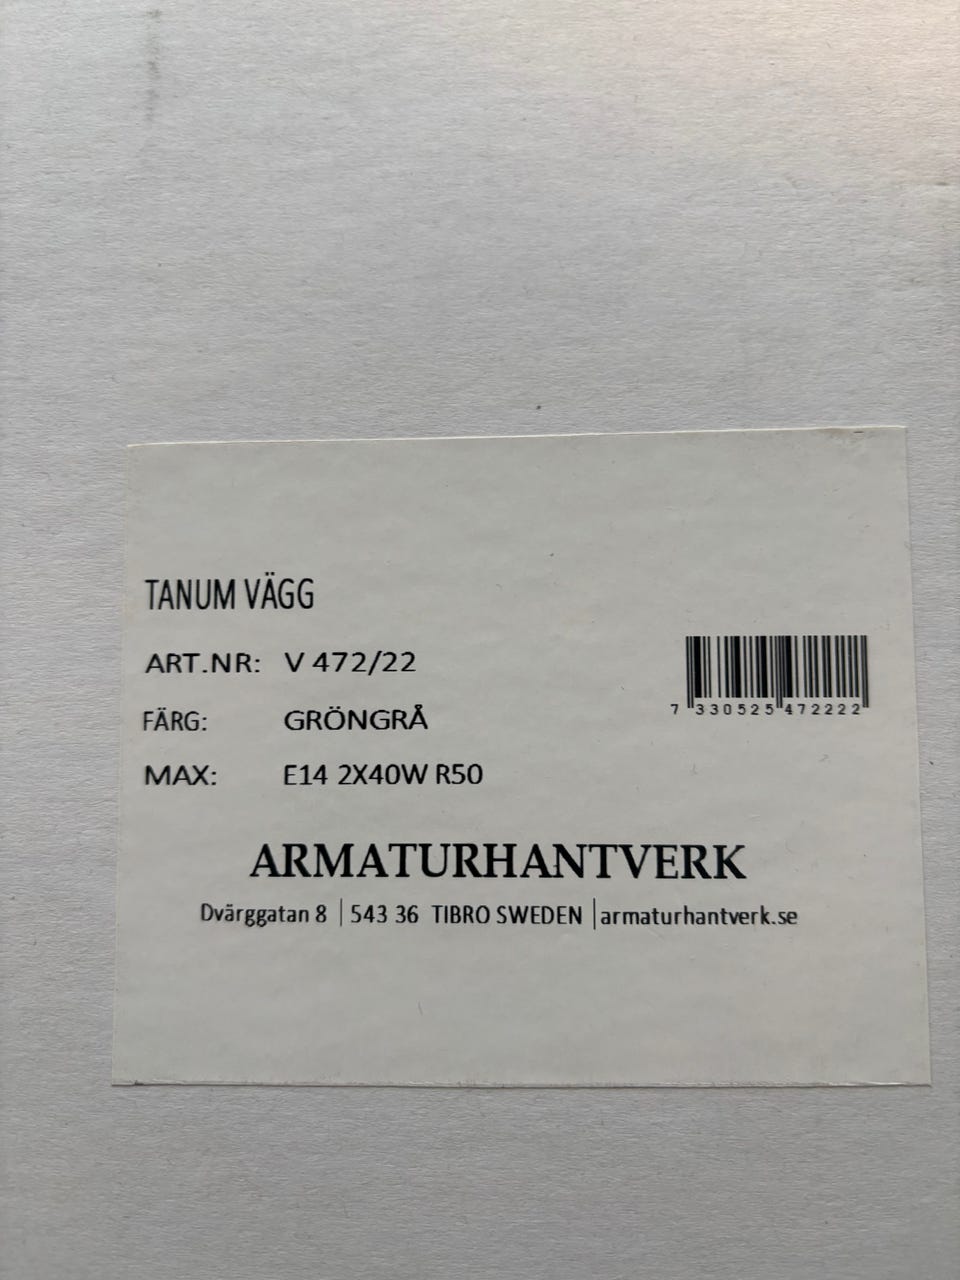 TANUM VÄGG
ART.NR: V 472/22
FÄRG: GRÖNGRÅ
MAX: E14 2X40W R50
7 330525 472222
ARMATURHANTVERK
Dvärggatan 8 | 543 36 TIBRO SWEDEN | armaturhantverk.se